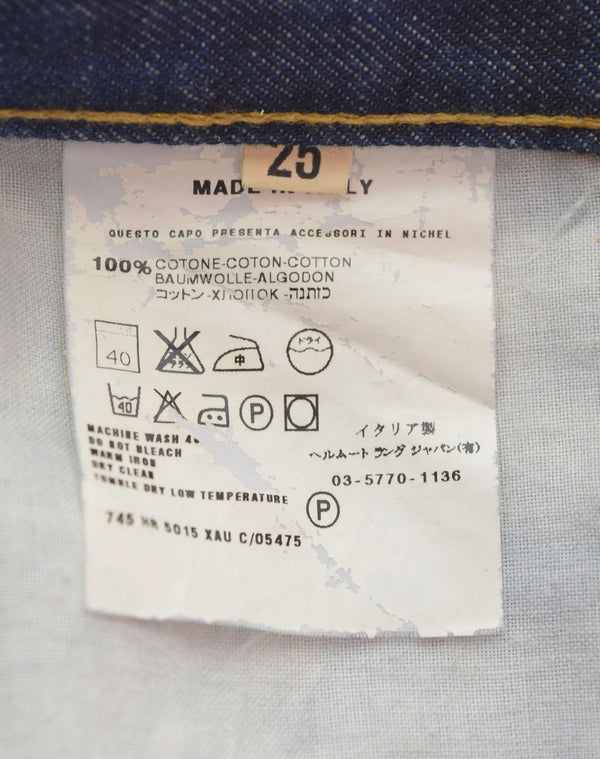 25
MADE IN ITALY
QUESTO CAPO PRESENTA ACCESSORI IN NICHEL
100% COTONE-COTON-COTTON
BAUMWOLLE-ALGODON
コットン-ХЛОПОК-כותנה
40 中 ドライ
40 P
MACHINE WASH 40
DO NOT BLEACH
WARM IRON
DRY CLEAN
TUMBLE DRY LOW TEMPERATURE
P
イタリア製
ヘルムート ラング ジャパン(有)
03-5770-1136
745 HR 5015 XAU C/05475